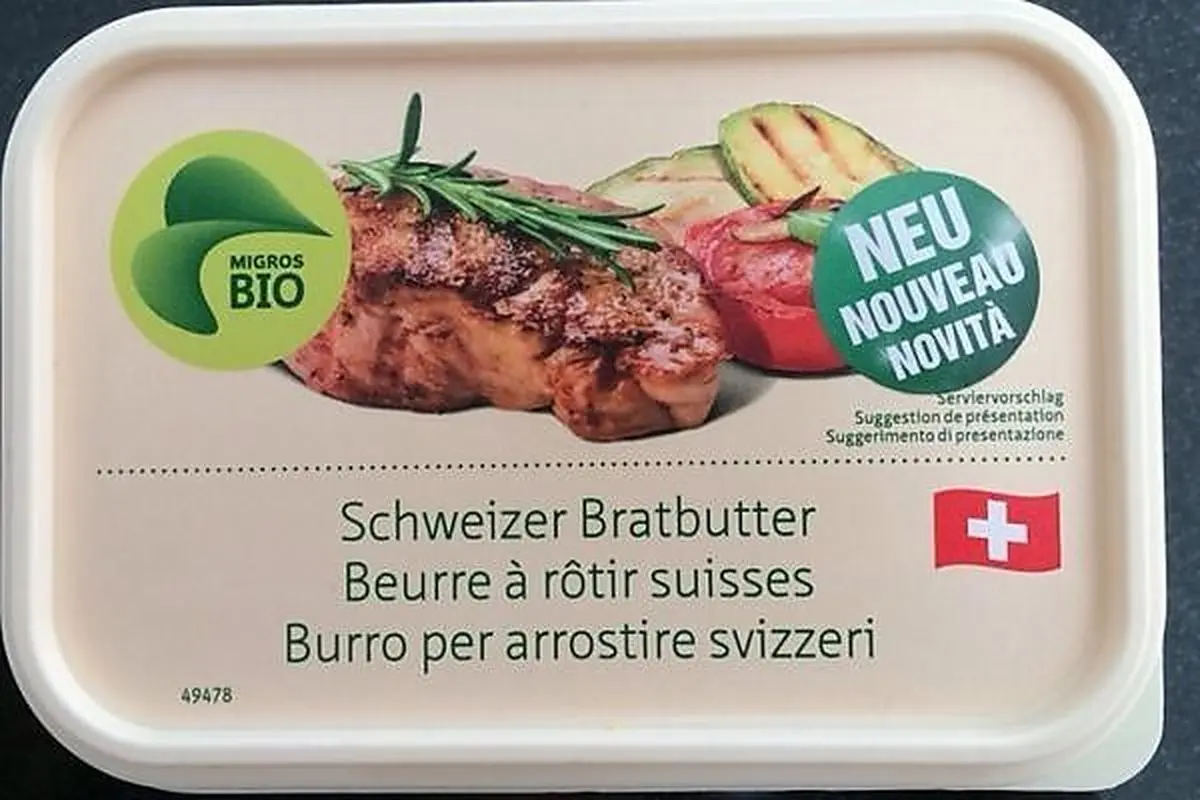 MIGROS
BIO
NEU
NOUVEAU
NOVITÀ
Serviervorschlag
Suggestion de présentation
Suggerimento di presentazione
Schweizer Bratbutter
Beurre à rôtir suisses
Burro per arrostire svizzeri
49478